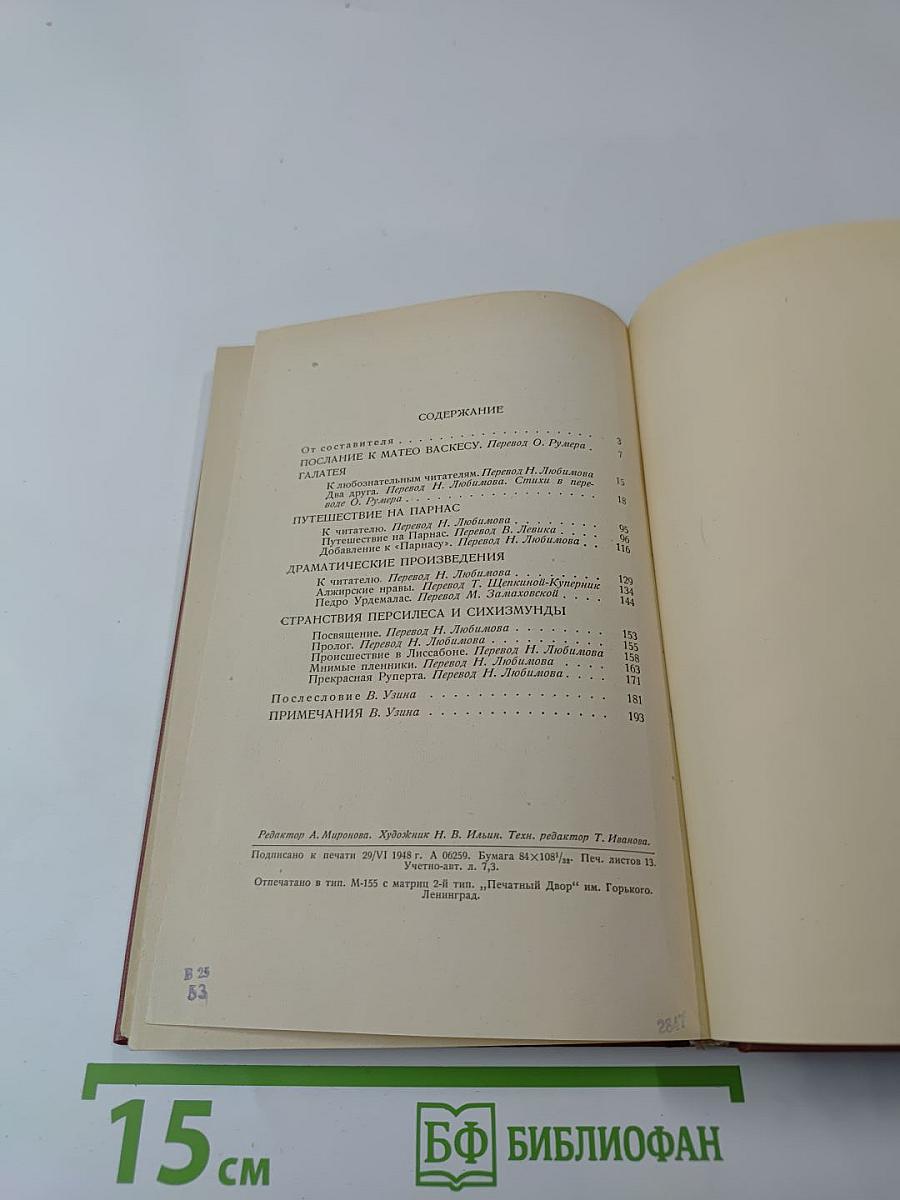 СОДЕРЖАНИЕ
От составителя . . . . . . . . . . . . . . . . . . 3
ПОСЛАНИЕ К МАТЕО ВАСКЕСУ. Перевод О. Румера . 7
ГАЛАТЕЯ
К любознательным читателям. Перевод Н. Любимова 15
Два друга. Перевод Н. Любимова. Стихи в пере-
воде О. Румера . . . . . . . . . . . . . . . . 18
ПУТЕШЕСТВИЕ НА ПАРНАС
К читателю. Перевод Н. Любимова . . . . . . . . 95
Путешествие на Парнас. Перевод В. Левика . . . . 96
Добавление к «Парнасу». Перевод Н. Любимова . . 116
ДРАМАТИЧЕСКИЕ ПРОИЗВЕДЕНИЯ
К читателю. Перевод Н. Любимова . . . . . . . . 129
Алжирские нравы. Перевод Т. Щепкиной-Куперник 134
Педро Урдемалас. Перевод М. Замаховской . . . . 144
СТРАНСТВИЯ ПЕРСИЛЕСА И СИХИЗМУНДЫ
Посвящение. Перевод Н. Любимова . . . . . . . . 153
Пролог. Перевод Н. Любимова . . . . . . . . . . 155
Происшествие в Лиссабоне. Перевод Н. Любимова 158
Мнимые пленники. Перевод Н. Любимова . . . . 163
Прекрасная Руперта. Перевод Н. Любимова . . . . 171
Послесловие В. Узина . . . . . . . . . . . . . . . 181
ПРИМЕЧАНИЯ В. Узина . . . . . . . . . . . . . . . 193
Редактор А. Миронова. Художник Н. В. Ильин. Техн. редактор Т. Иванова.
Подписано к печати 29/VI 1948 г. А 06259. Бумага 84×108¹/₃₂. Печ. листов 13.
Учетно-авт. л. 7,3.
Отпечатано в тип. М-155 с матриц 2-й тип. „Печатный Двор“ им. Горького.
Ленинград.
В 25
53
2847
15 см
БФ БИБЛИОФАН